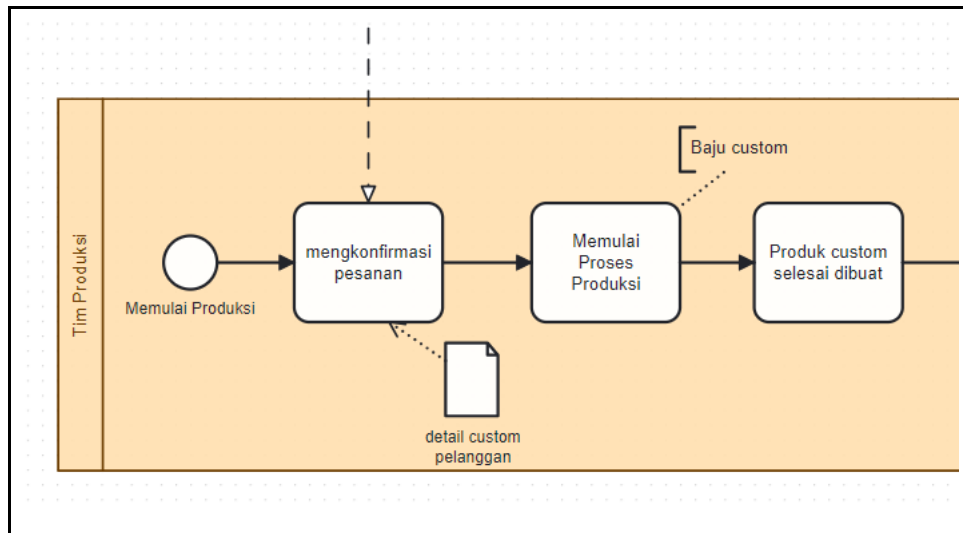 Tim Produksi
Memulai Produksi
mengkonfirmasi
pesanan
detail custom
pelanggan
Memulai
Proses
Produksi
Baju custom
Produk custom
selesai dibuat